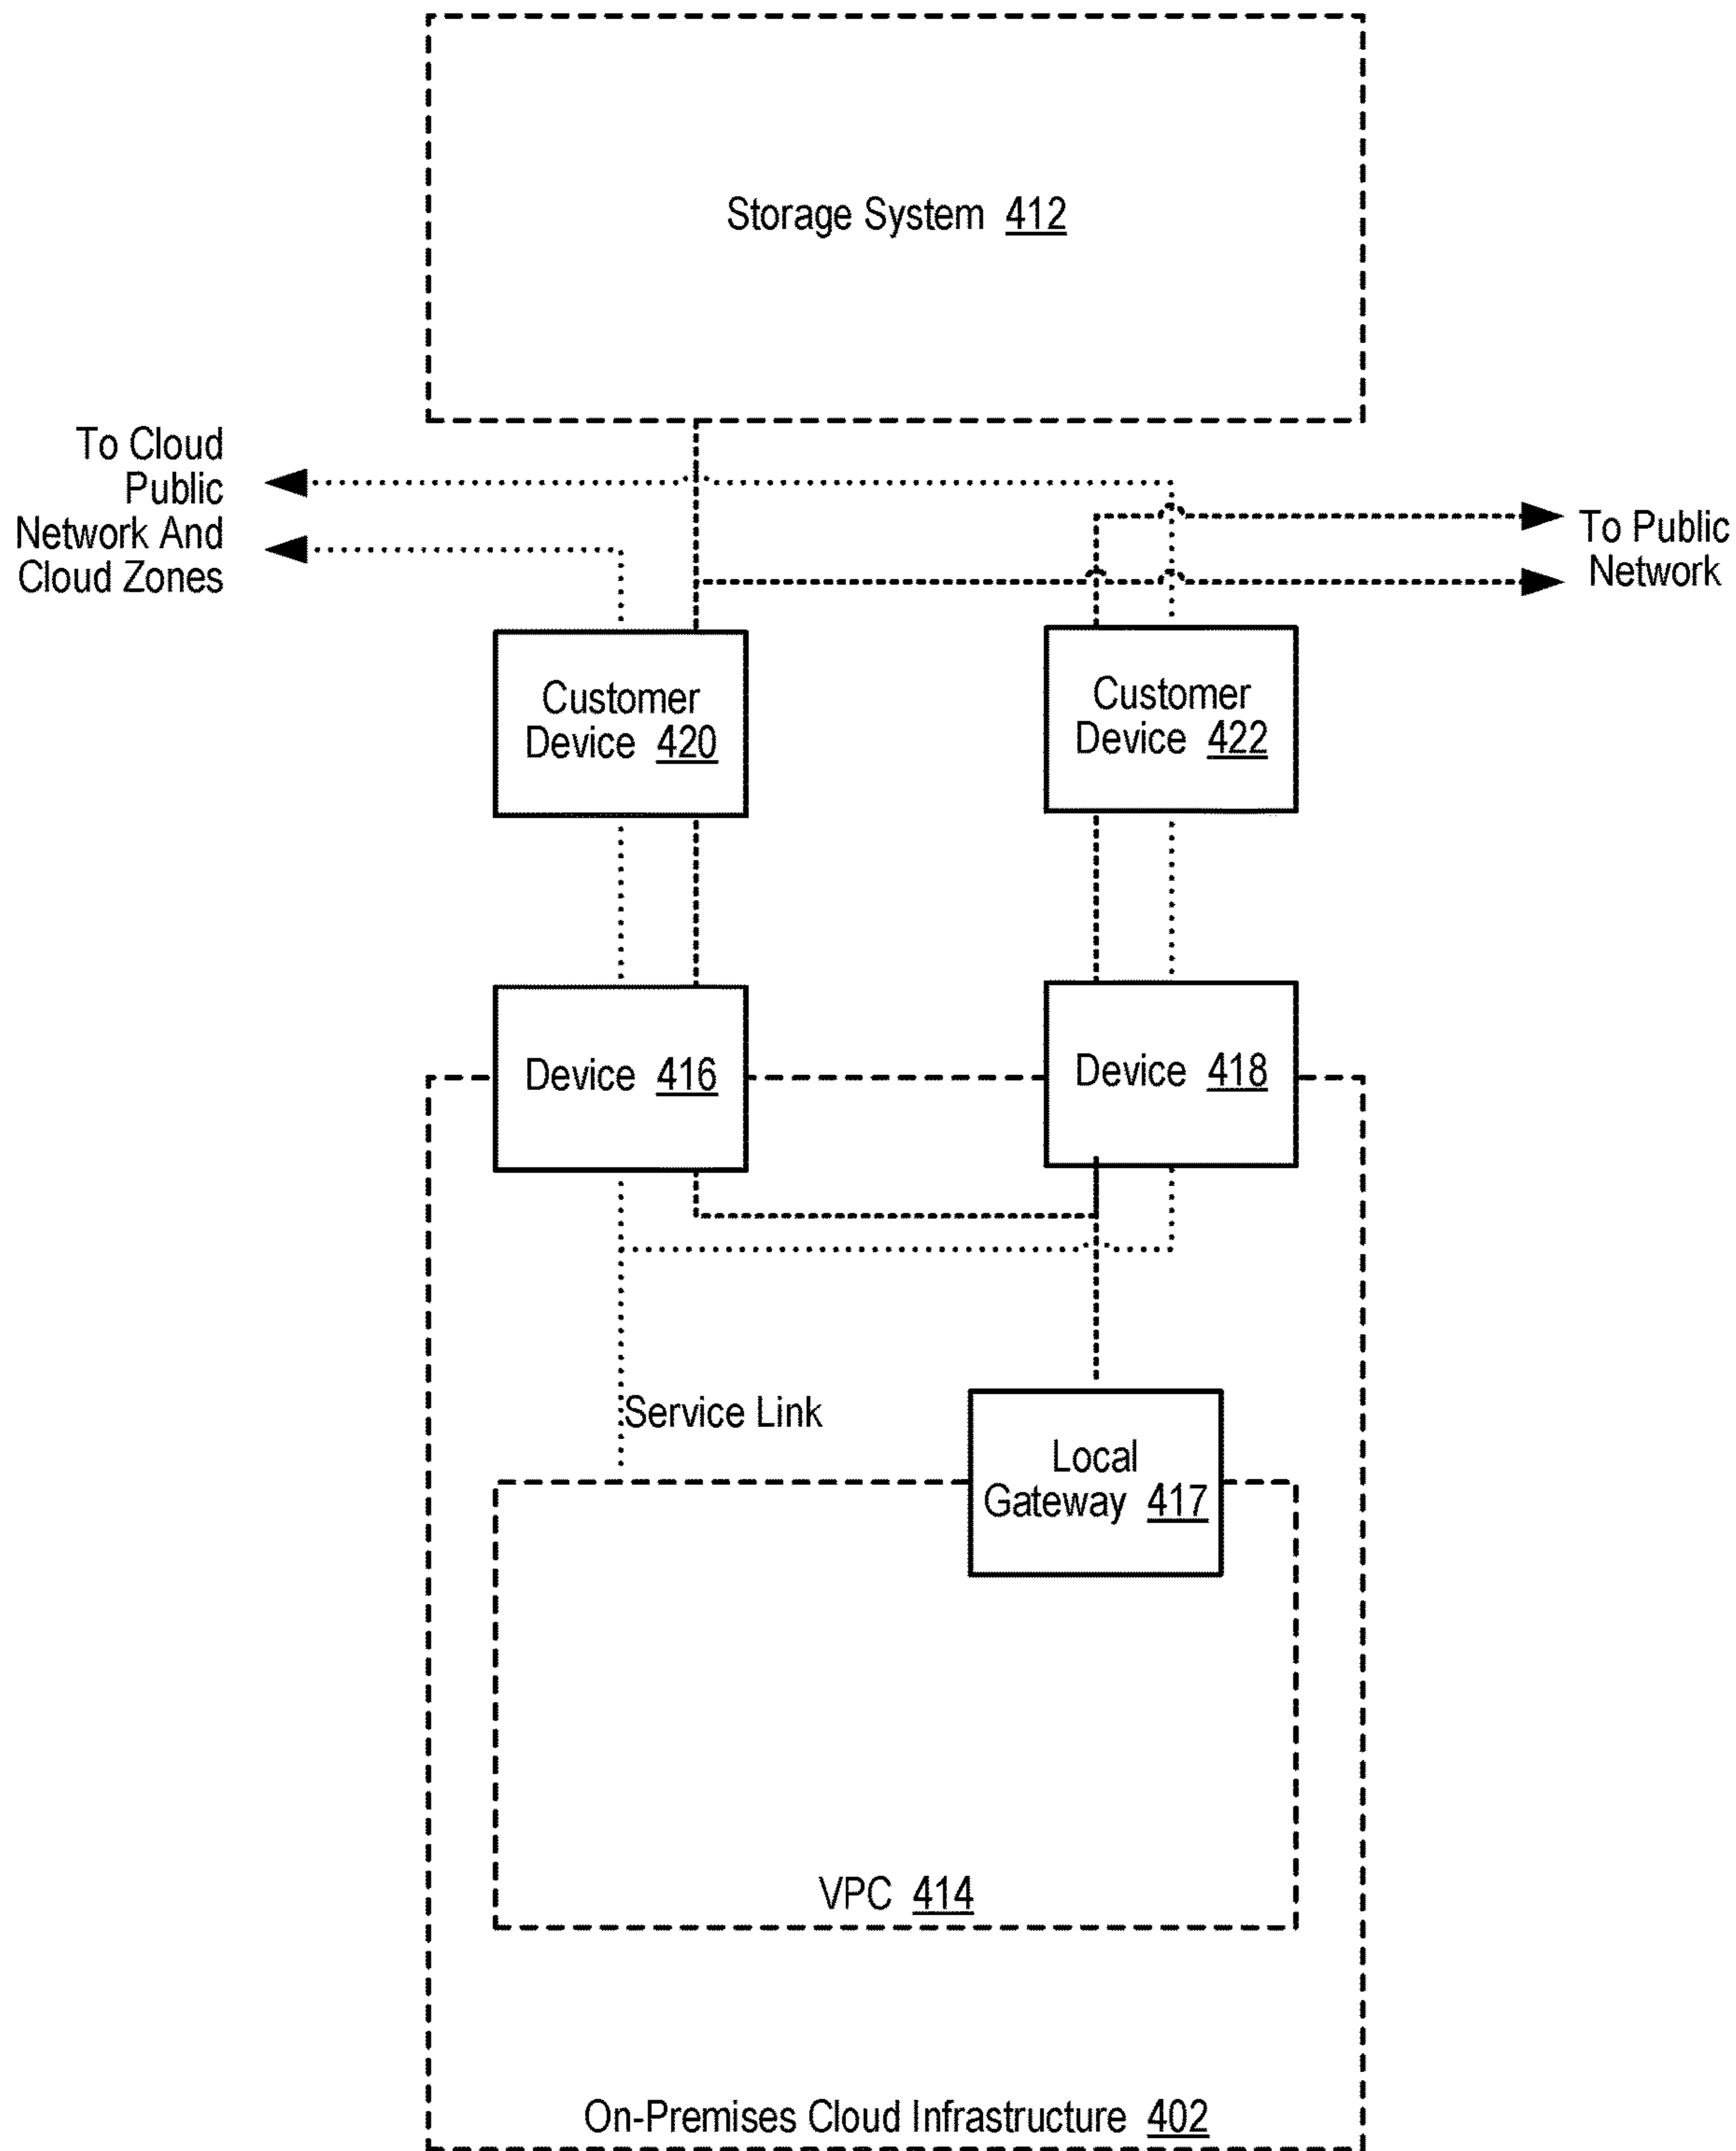 Storage System 412
To Cloud
Public
Network And
Cloud Zones
To Public
Network
Customer
Device 420
Customer
Device 422
Device 416
Device 418
Service Link
Local
Gateway 417
VPC 414
On-Premises Cloud Infrastructure 402